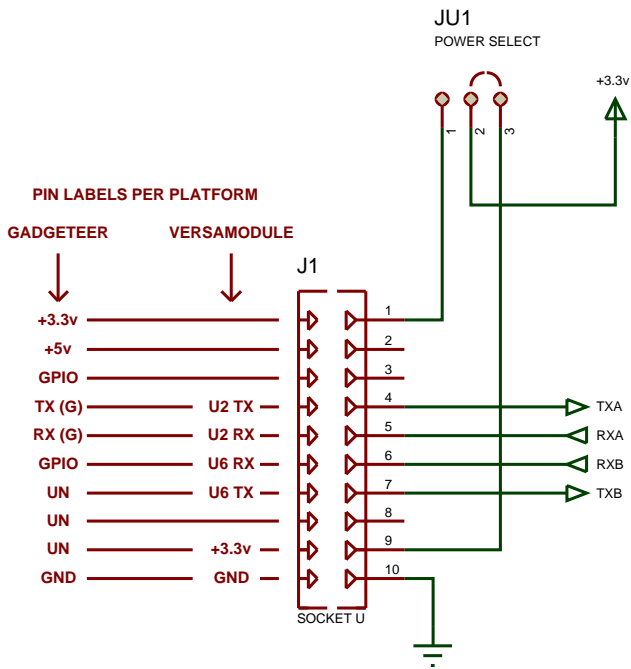 JU1
POWER SELECT
+3.3v
1
2
3
PIN LABELS PER PLATFORM
GADGETEER VERSAMODULE
J1
+3.3v 1
+5v 2
GPIO 3
TX (G) U2 TX 4 TXA
RX (G) U2 RX 5 RXA
GPIO U6 RX 6 RXB
UN U6 TX 7 TXB
UN 8
UN +3.3v 9
GND GND 10
SOCKET U